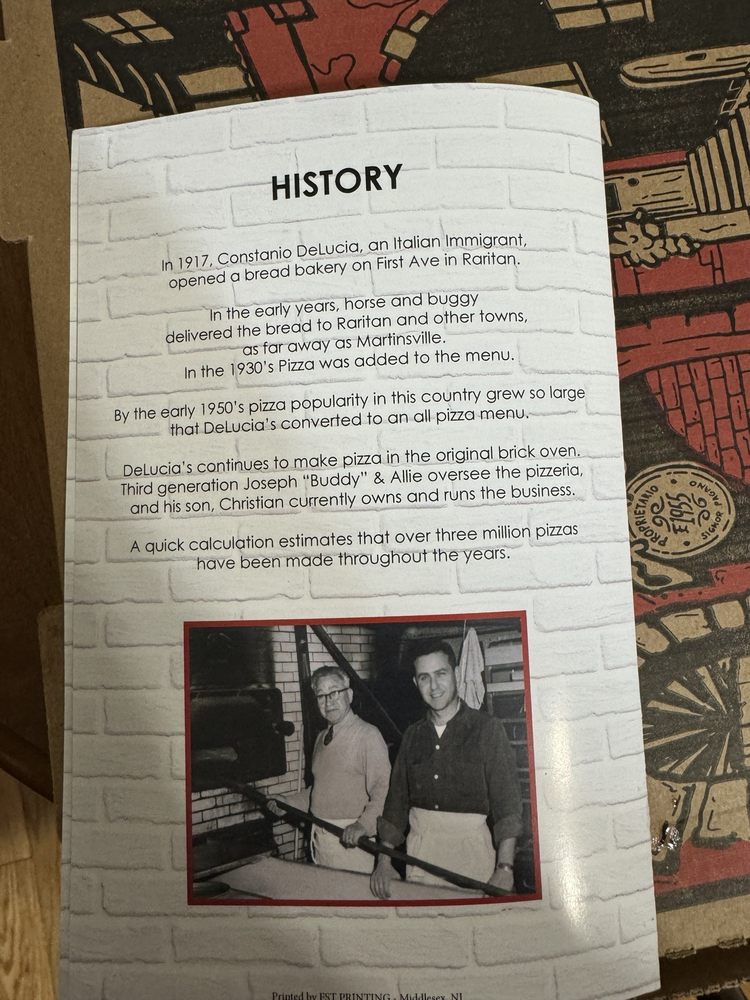 HISTORY
In 1917, Constanio DeLucia, an Italian Immigrant,
opened a bread bakery on First Ave in Raritan.
In the early years, horse and buggy
delivered the bread to Raritan and other towns,
as far away as Martinsville.
In the 1930's Pizza was added to the menu.
By the early 1950's pizza popularity in this country grew so large
that DeLucia's converted to an all pizza menu.
DeLucia's continues to make pizza in the original brick oven.
Third generation Joseph "Buddy" & Allie oversee the pizzeria,
and his son, Christian currently owns and runs the business.
A quick calculation estimates that over three million pizzas
have been made throughout the years.
Printed by FST PRINTING - Middlesex, NJ
PROPRIETARIO
SIGNOR PAGANO
1955